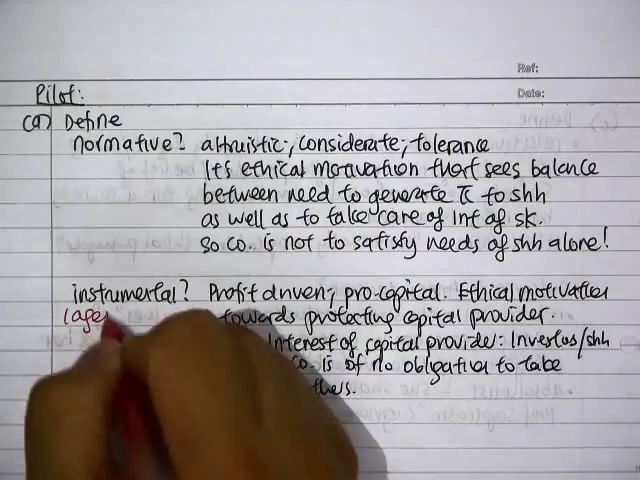 Ref:
Pilot:
Date:
(a) Define
normative? altruistic; considerate; tolerance
It's ethical motivation that sees balance
between need to generate π to shh
as well as to take care of int of sk.
So co. is not to satisfy needs of shh alone!
instrumental? Profit driven; pro-capital. Ethical motivation
(age towards protecting capital provider.
Interest of capital provider: Investos/shh
co. is of no obligation to take